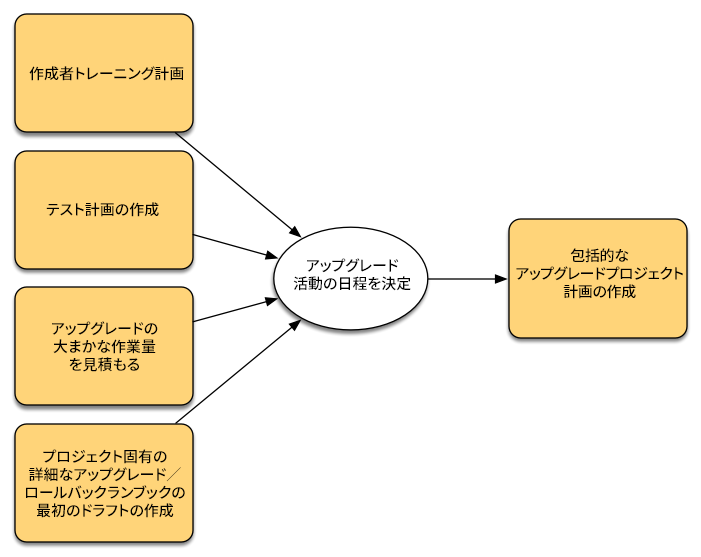 作成者トレーニング計画
テスト計画の作成
アップグレードの
大まかな作業量
を見積もる
プロジェクト固有の
詳細なアップグレード／
ロールバックランブックの
最初のドラフトの作成
アップグレード
活動の日程を決定
包括的な
アップグレードプロジェクト
計画の作成